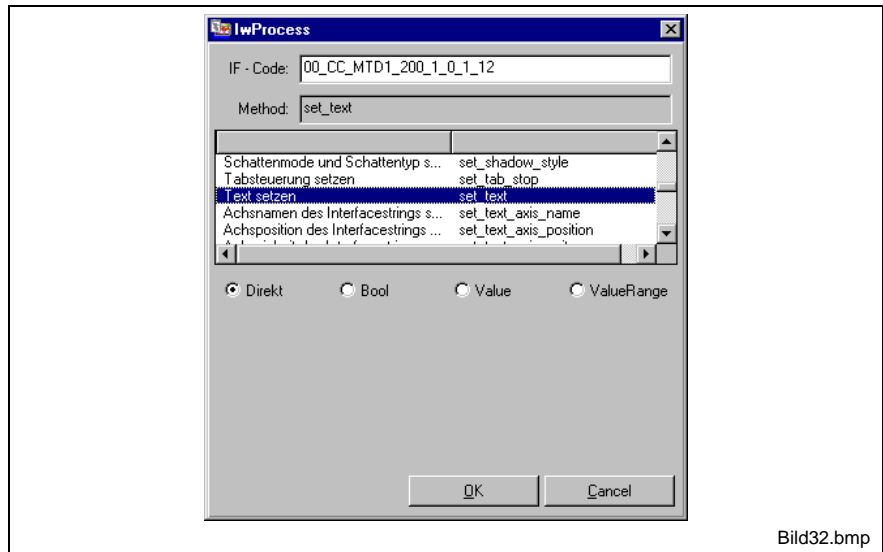 IwProcess
IF - Code: 00_CC_MTD1_200_1_0_1_12
Method: set_text
Schattenmode und Schattentyp s... set_shadow_style
Tabsteuerung setzen set_tab_stop
Text setzen set_text
Achsnamen des Interfacestrings s... set_text_axis_name
Achsposition des Interfacestrings ... set_text_axis_position
Direkt Bool Value ValueRange
OK Cancel
Bild32.bmp